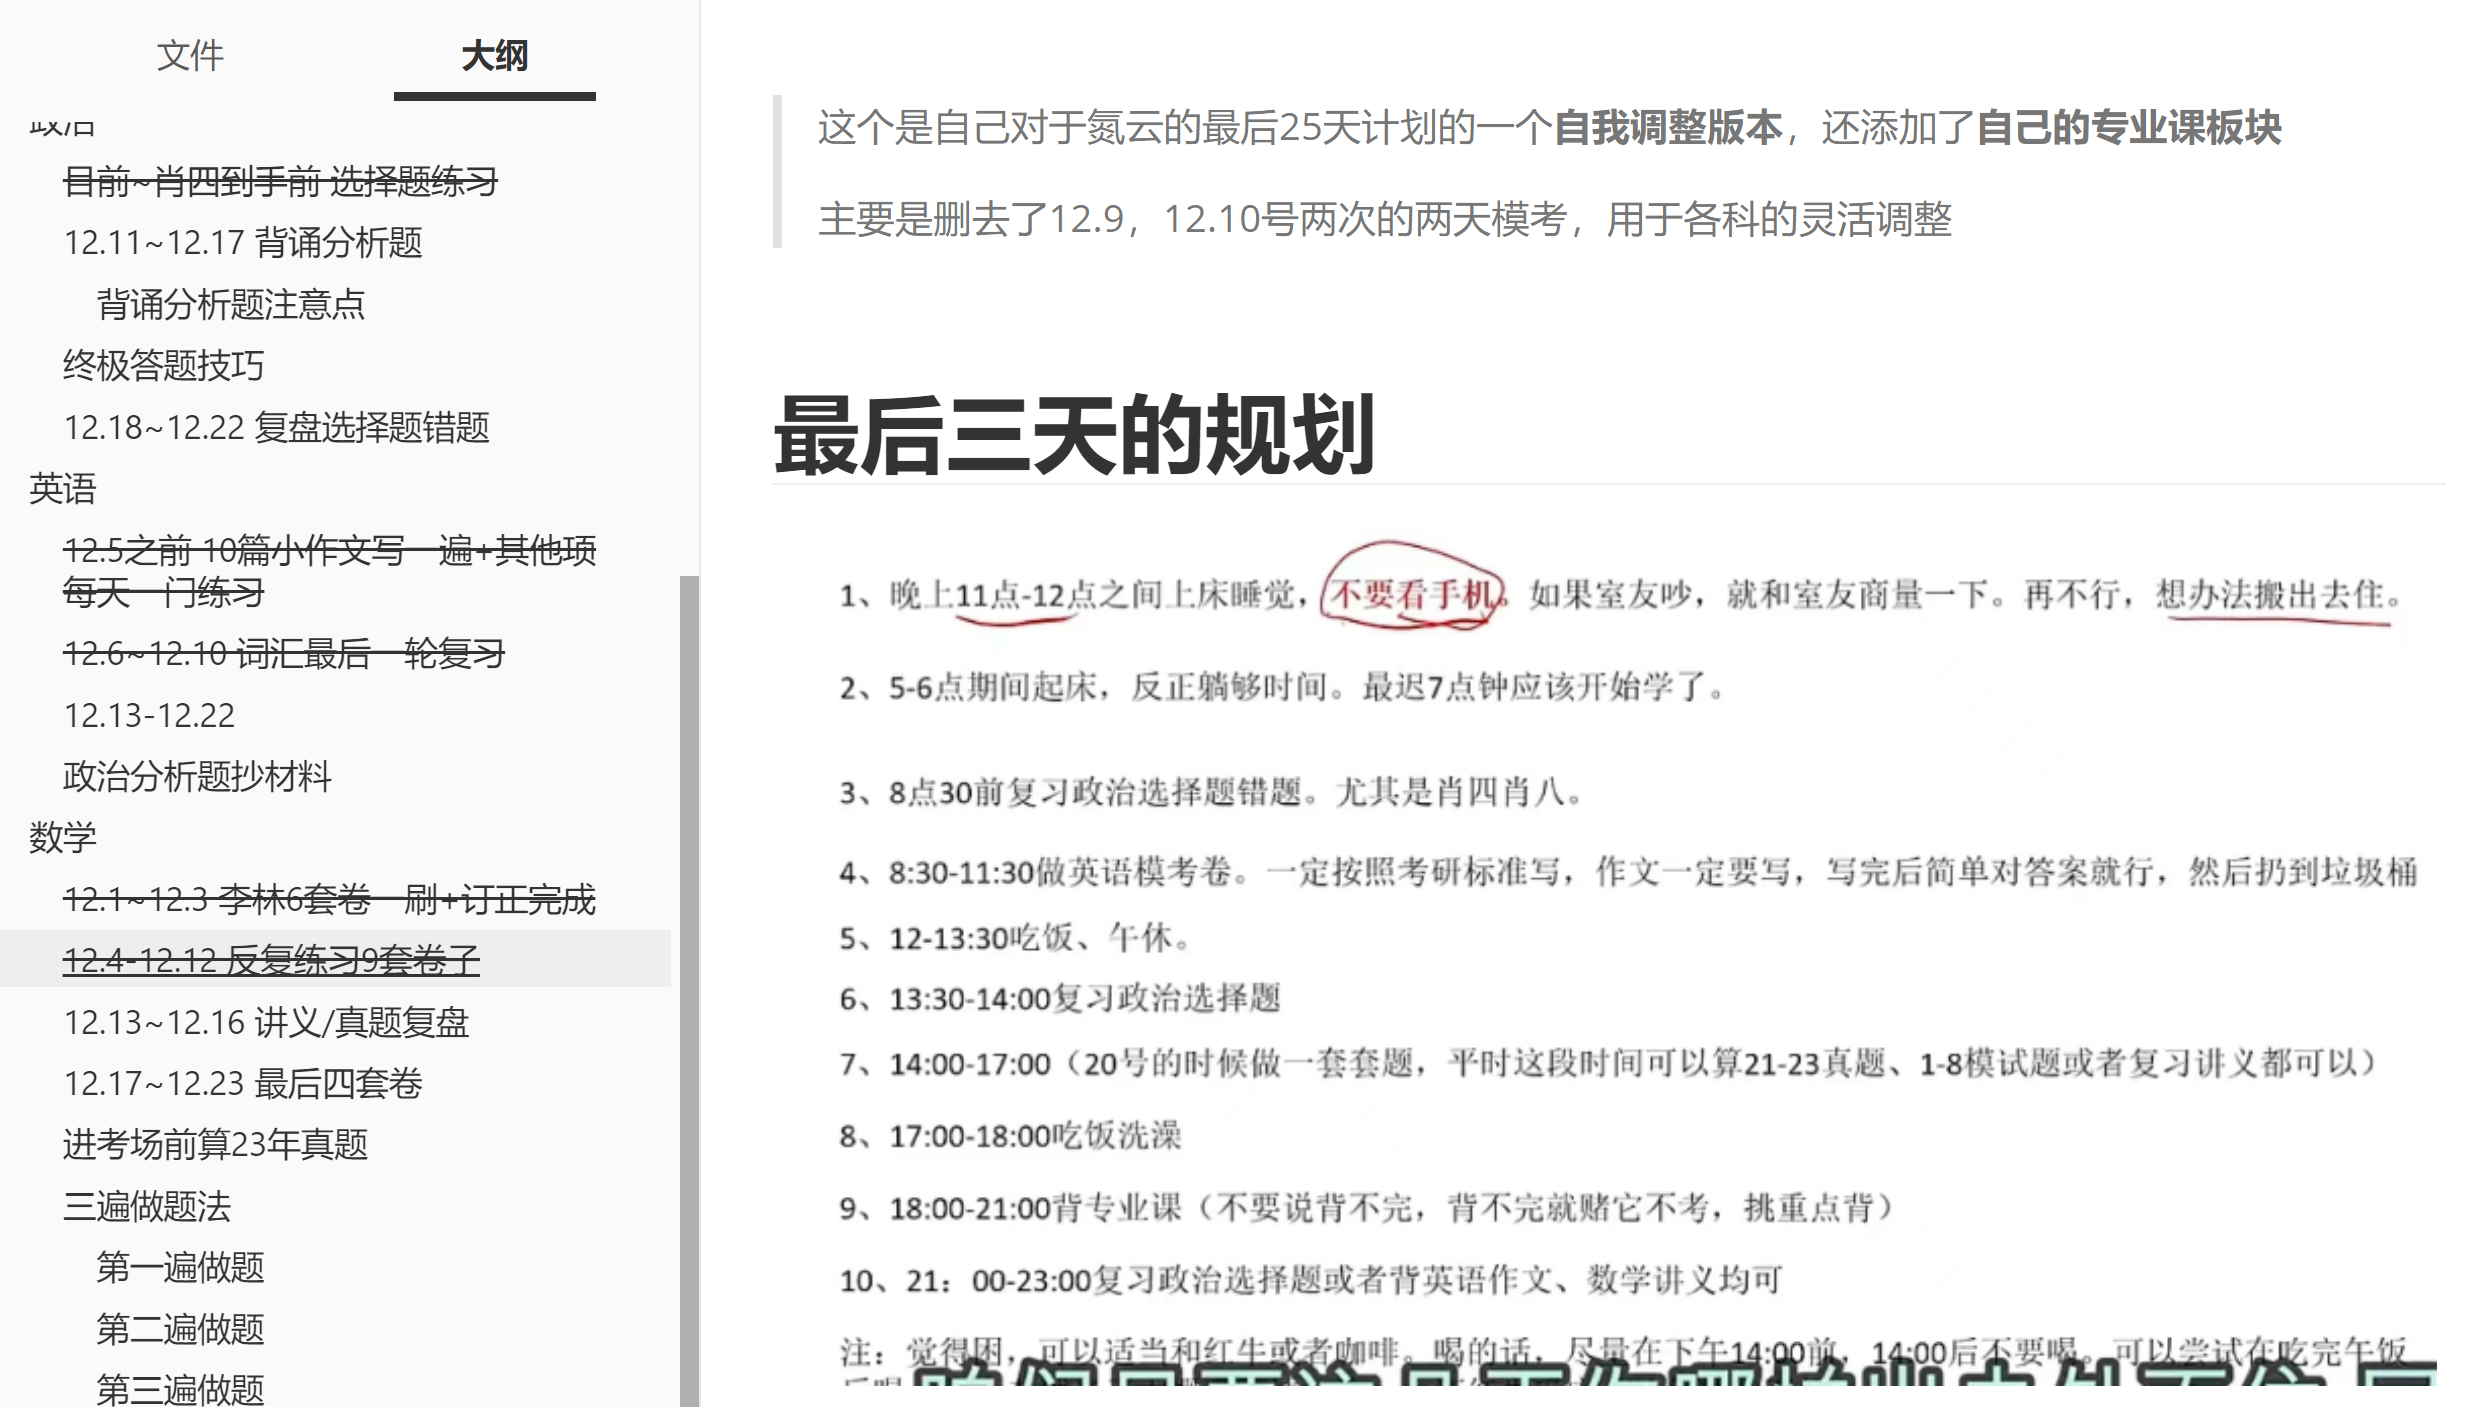 文件
大纲
政治
目前~肖四到手前 选择题练习
12.11~12.17 背诵分析题
背诵分析题注意点
终极答题技巧
12.18~12.22 复盘选择题错题
英语
12.5之前 10篇小作文写一遍+其他项
每天一门练习
12.6~12.10 词汇最后一轮复习
12.13-12.22
政治分析题抄材料
数学
12.1~12.3 李林6套卷一刷+订正完成
12.4-12.12 反复练习9套卷子
12.13~12.16 讲义/真题复盘
12.17~12.23 最后四套卷
进考场前算23年真题
三遍做题法
第一遍做题
第二遍做题
第三遍做题
这个是自己对于氮云的最后25天计划的一个自我调整版本，还添加了自己的专业课板块
主要是删去了12.9，12.10号两次的两天模考，用于各科的灵活调整
最后三天的规划
1、晚上11点-12点之间上床睡觉，不要看手机。如果室友吵，就和室友商量一下。再不行，想办法搬出去住。
2、5-6点期间起床，反正躺够时间。最迟7点钟应该开始学了。
3、8点30前复习政治选择题错题。尤其是肖四肖八。
4、8:30-11:30做英语模考卷。一定按照考研标准写，作文一定要写，写完后简单对答案就行，然后扔到垃圾桶
5、12-13:30吃饭、午休。
6、13:30-14:00复习政治选择题
7、14:00-17:00（20号的时候做一套套题，平时这段时间可以算21-23真题、1-8模试题或者复习讲义都可以）
8、17:00-18:00吃饭洗澡
9、18:00-21:00背专业课（不要说背不完，背不完就赌它不考，挑重点背）
10、21：00-23:00复习政治选择题或者背英语作文、数学讲义均可
注：觉得困，可以适当和红牛或者咖啡。喝的话，尽量在下午14:00前，14:00后不要喝。可以尝试在吃完午饭